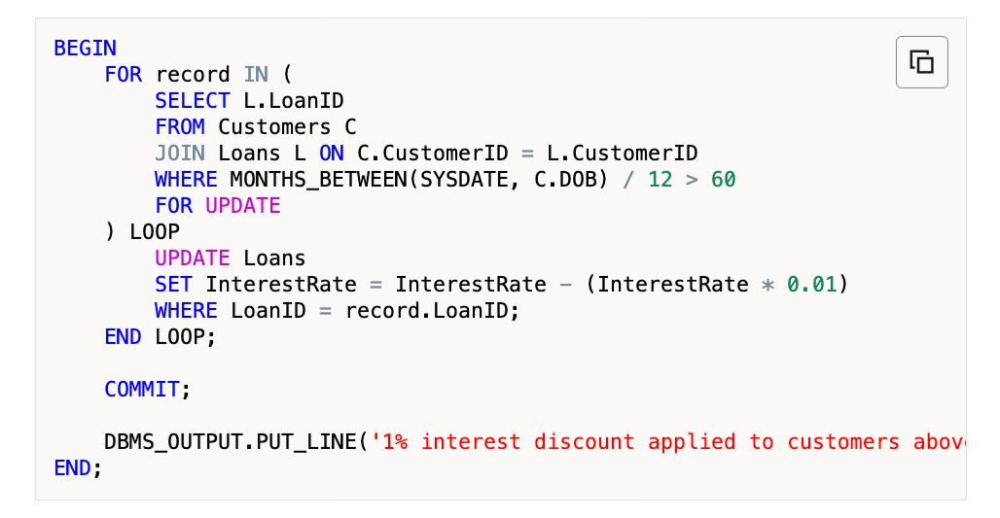 BEGIN
    FOR record IN (
        SELECT L.LoanID
        FROM Customers C
        JOIN Loans L ON C.CustomerID = L.CustomerID
        WHERE MONTHS_BETWEEN(SYSDATE, C.DOB) / 12 > 60
        FOR UPDATE
    ) LOOP
        UPDATE Loans
        SET InterestRate = InterestRate - (InterestRate * 0.01)
        WHERE LoanID = record.LoanID;
    END LOOP;

    COMMIT;

    DBMS_OUTPUT.PUT_LINE('1% interest discount applied to customers
END;